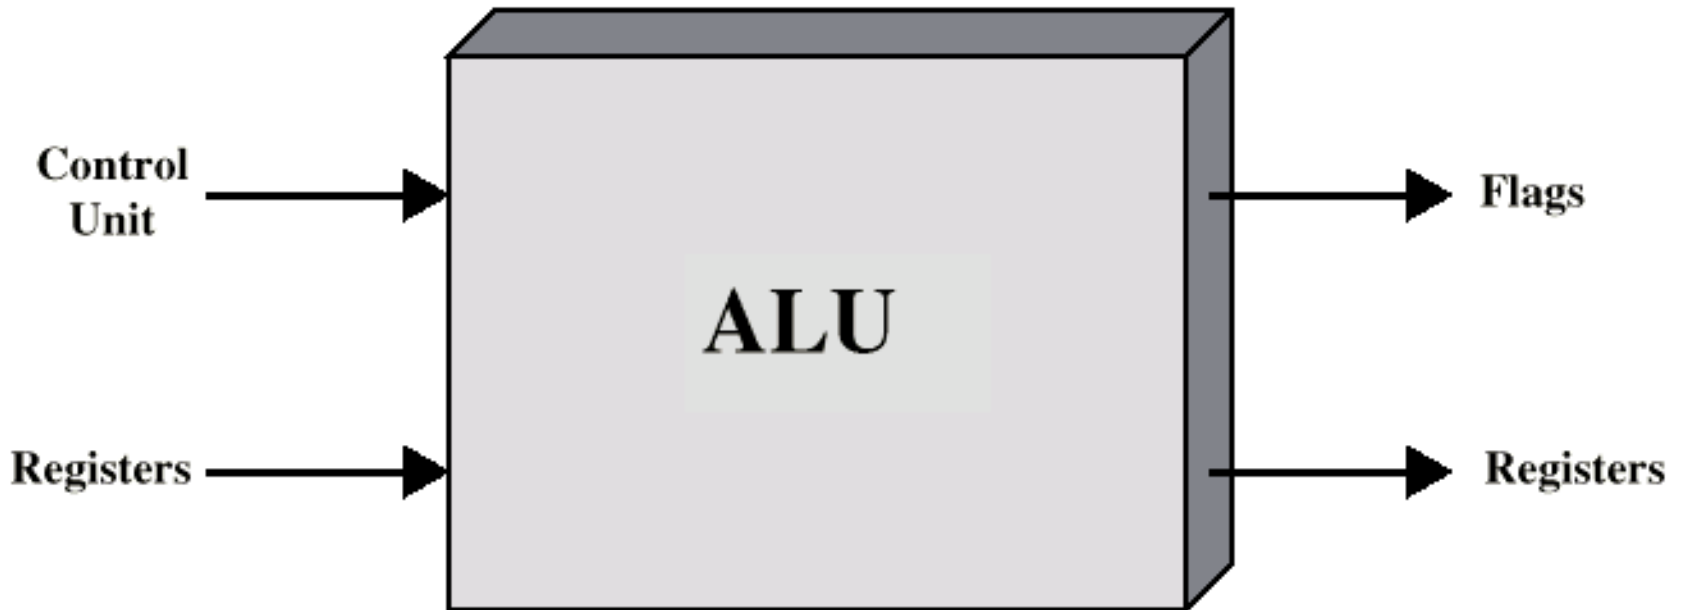 Control
Unit
Flags
ALU
Registers
Registers